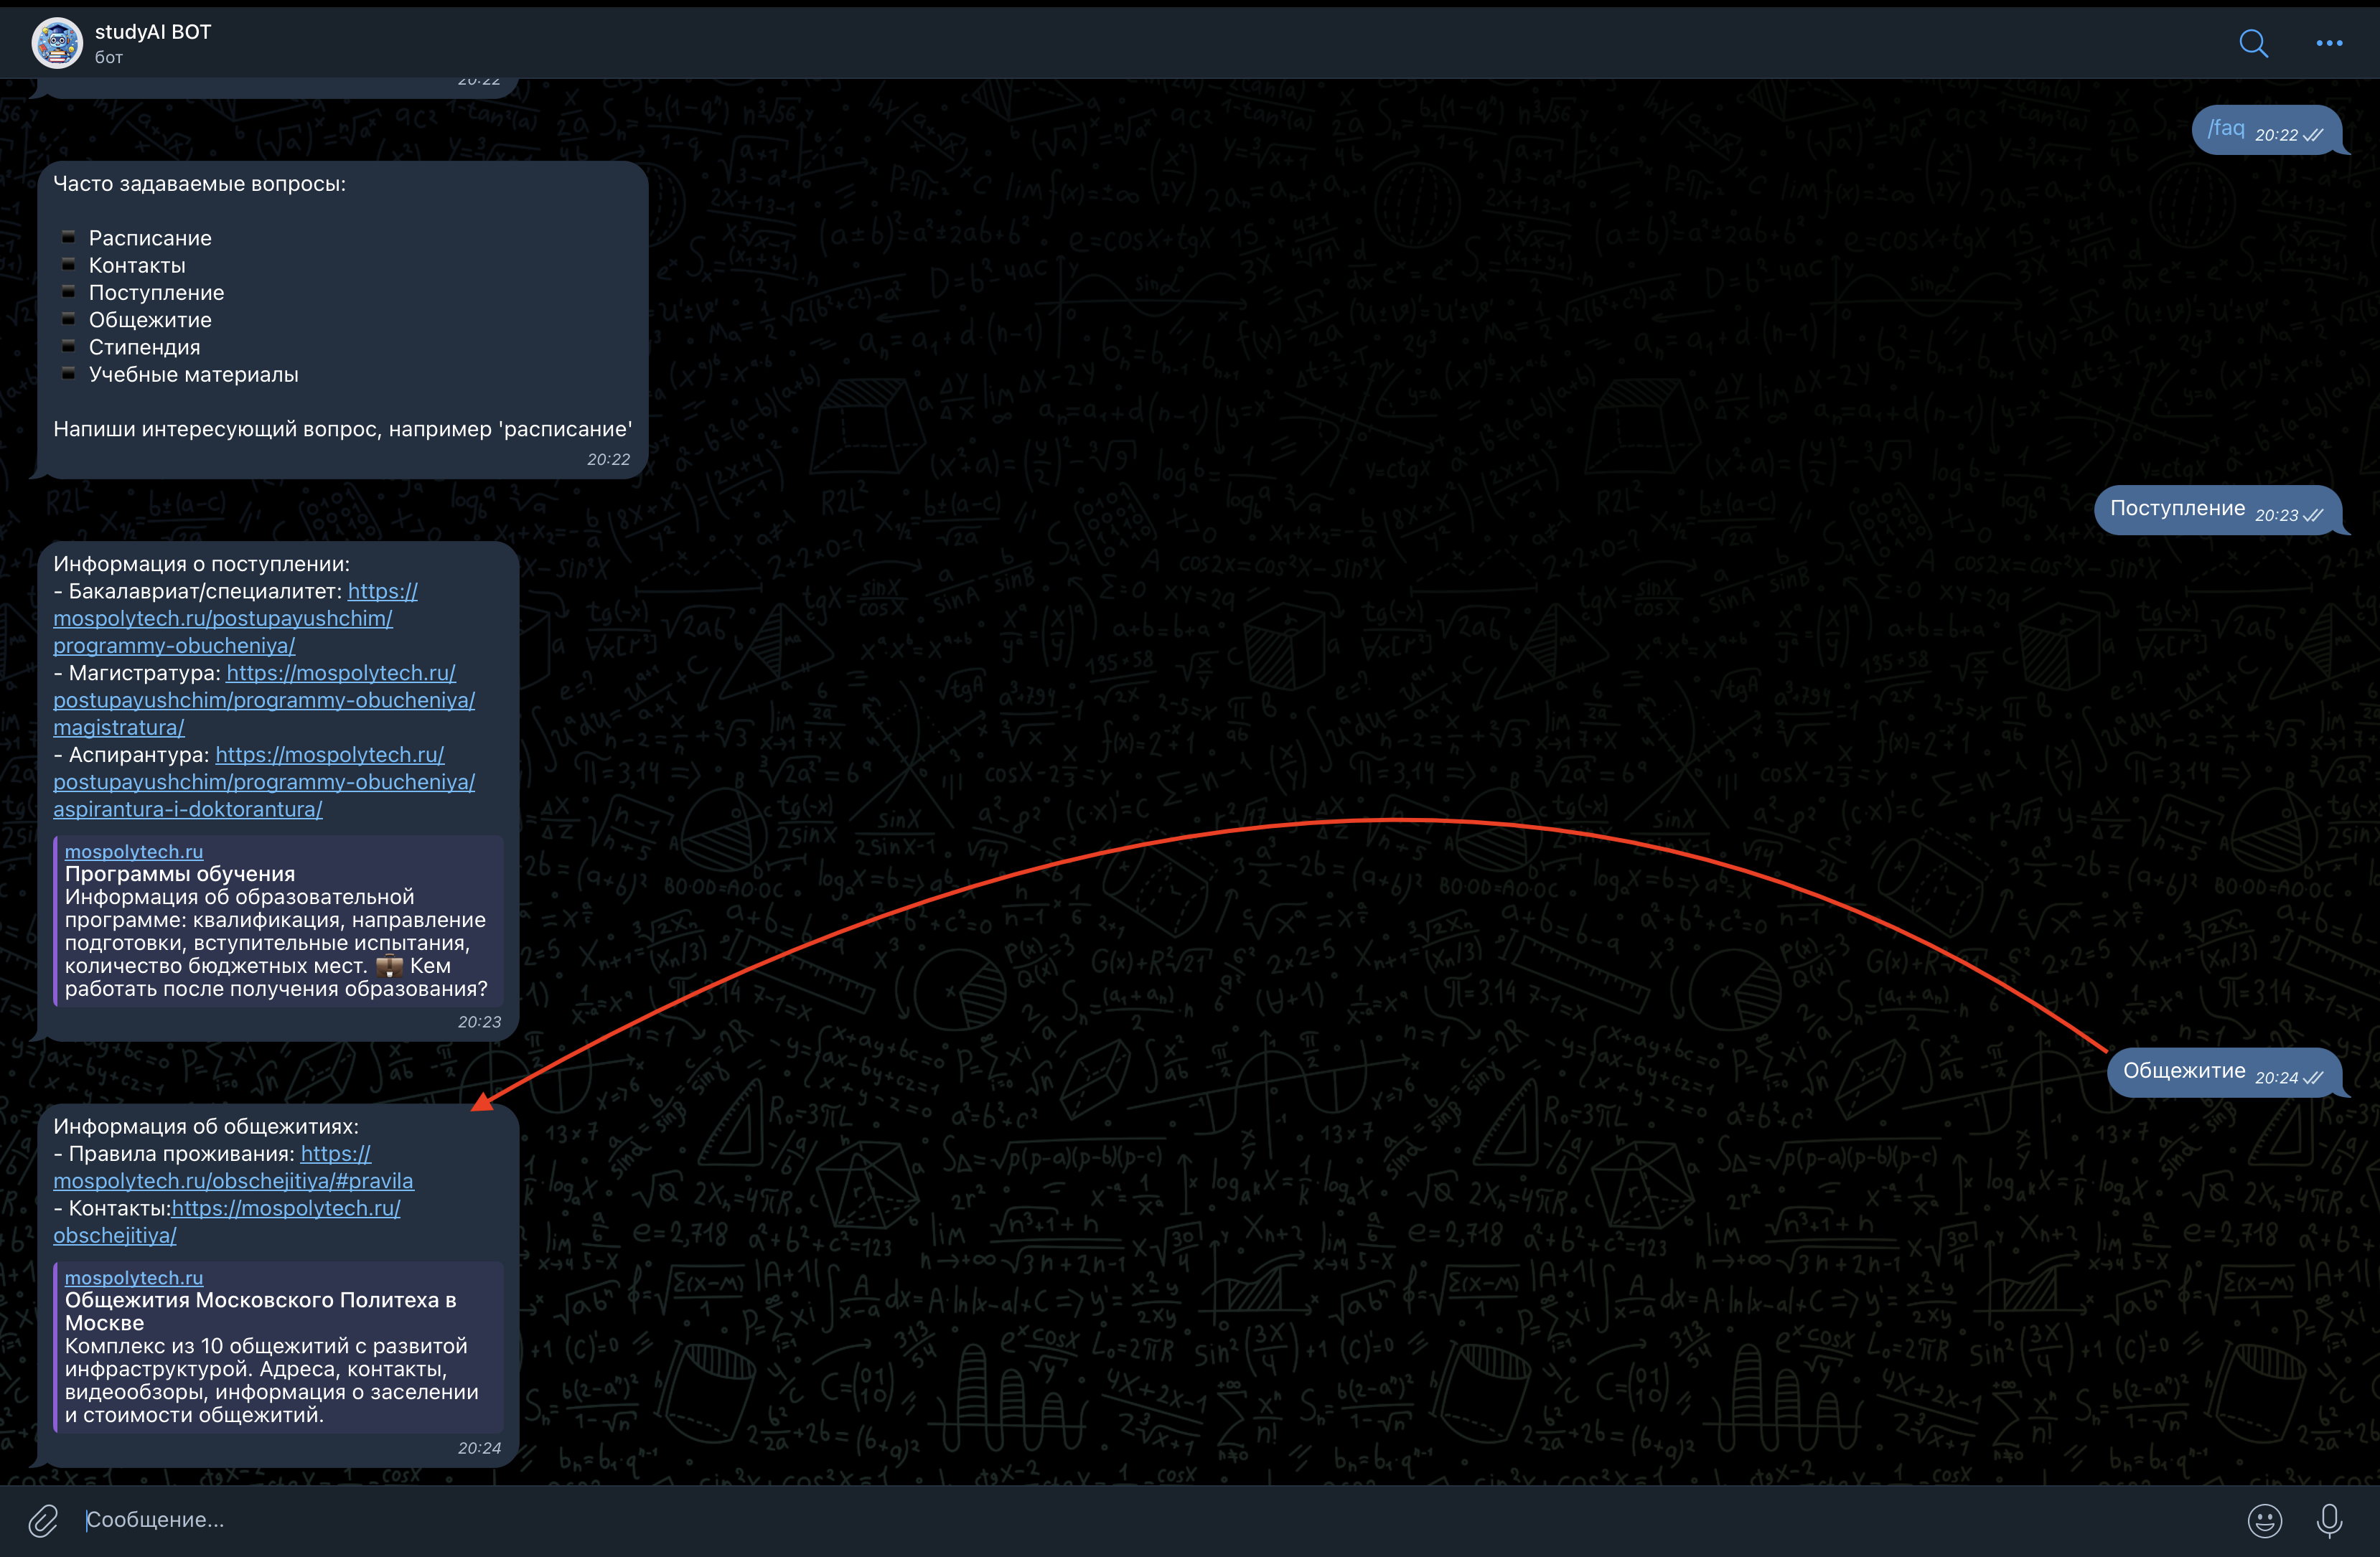 studyAI BOT
бот
20:22
/faq 20:22
Часто задаваемые вопросы:
Расписание
Контакты
Поступление
Общежитие
Стипендия
Учебные материалы
Напиши интересующий вопрос, например 'расписание'
20:22
Поступление 20:23
Информация о поступлении:
- Бакалавриат/специалитет: https://
mospolytech.ru/postupayushchim/
programmy-obucheniya/
- Магистратура: https://mospolytech.ru/
postupayushchim/programmy-obucheniya/
magistratura/
- Аспирантура: https://mospolytech.ru/
postupayushchim/programmy-obucheniya/
aspirantura-i-doktorantura/
mospolytech.ru
Программы обучения
Информация об образовательной
программе: квалификация, направление
подготовки, вступительные испытания,
количество бюджетных мест. 💼 Кем
работать после получения образования?
20:23
Общежитие 20:24
Информация об общежитиях:
- Правила проживания: https://
mospolytech.ru/obschejitiya/#pravila
- Контакты:https://mospolytech.ru/
obschejitiya/
mospolytech.ru
Общежития Московского Политеха в
Москве
Комплекс из 10 общежитий с развитой
инфраструктурой. Адреса, контакты,
видеообзоры, информация о заселении
и стоимости общежитий.
20:24
Сообщение...